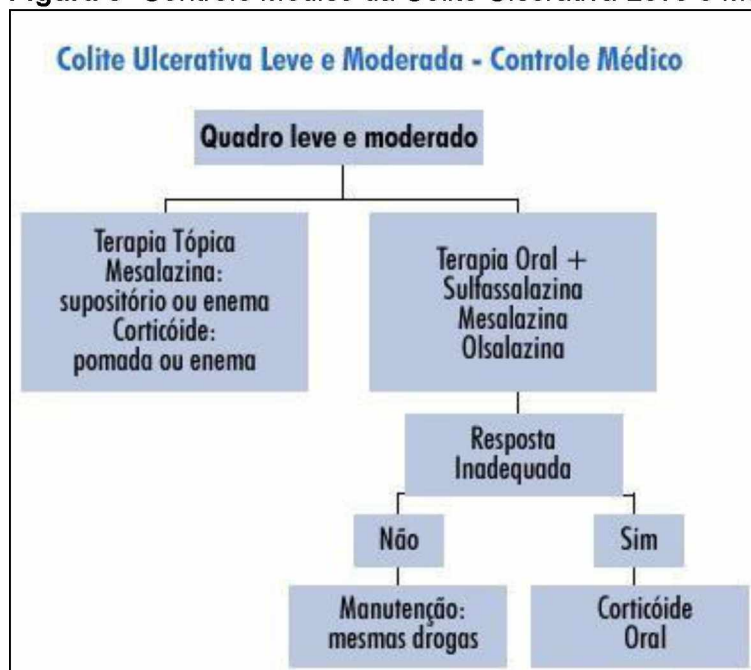 Colite Ulcerativa Leve e Moderada - Controle Médico
Quadro leve e moderado
Terapia Tópica
Mesalazina:
supositório ou enema
Corticóide:
pomada ou enema
Terapia Oral +
Sulfassalazina
Mesalazina
Olsalazina
Resposta
Inadequada
Não
Sim
Manutenção:
mesmas drogas
Corticóide
Oral